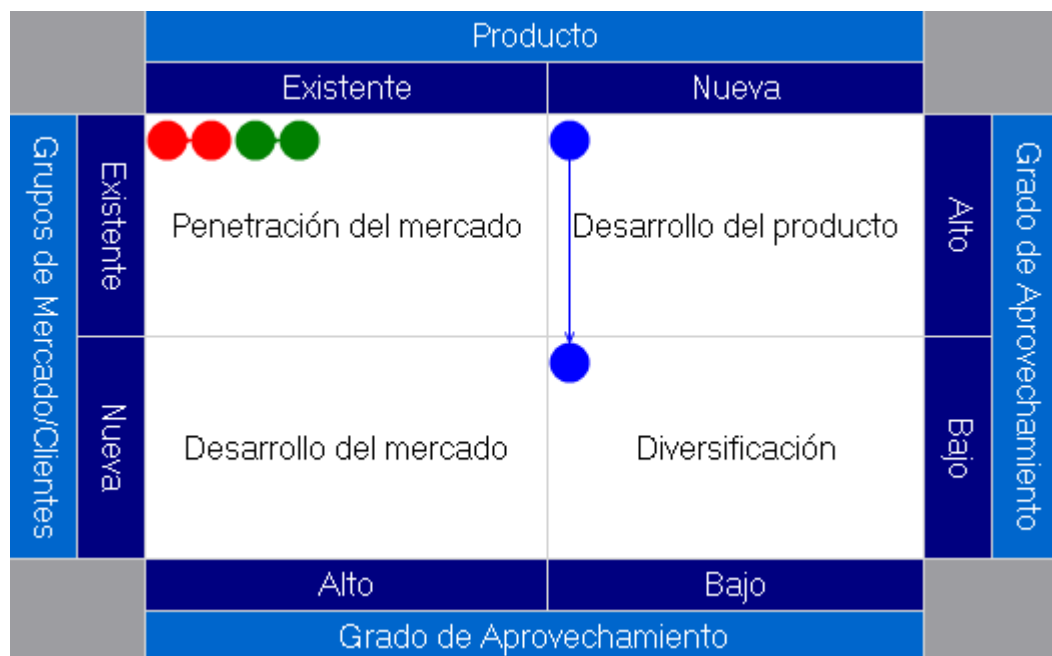 Producto
Existente
Nueva
Grupos de Mercado/Clientes
Existente
Penetración del mercado
Desarrollo del producto
Alto
Grado de Aprovechamiento
Nueva
Desarrollo del mercado
Diversificación
Bajo
Alto
Bajo
Grado de Aprovechamiento